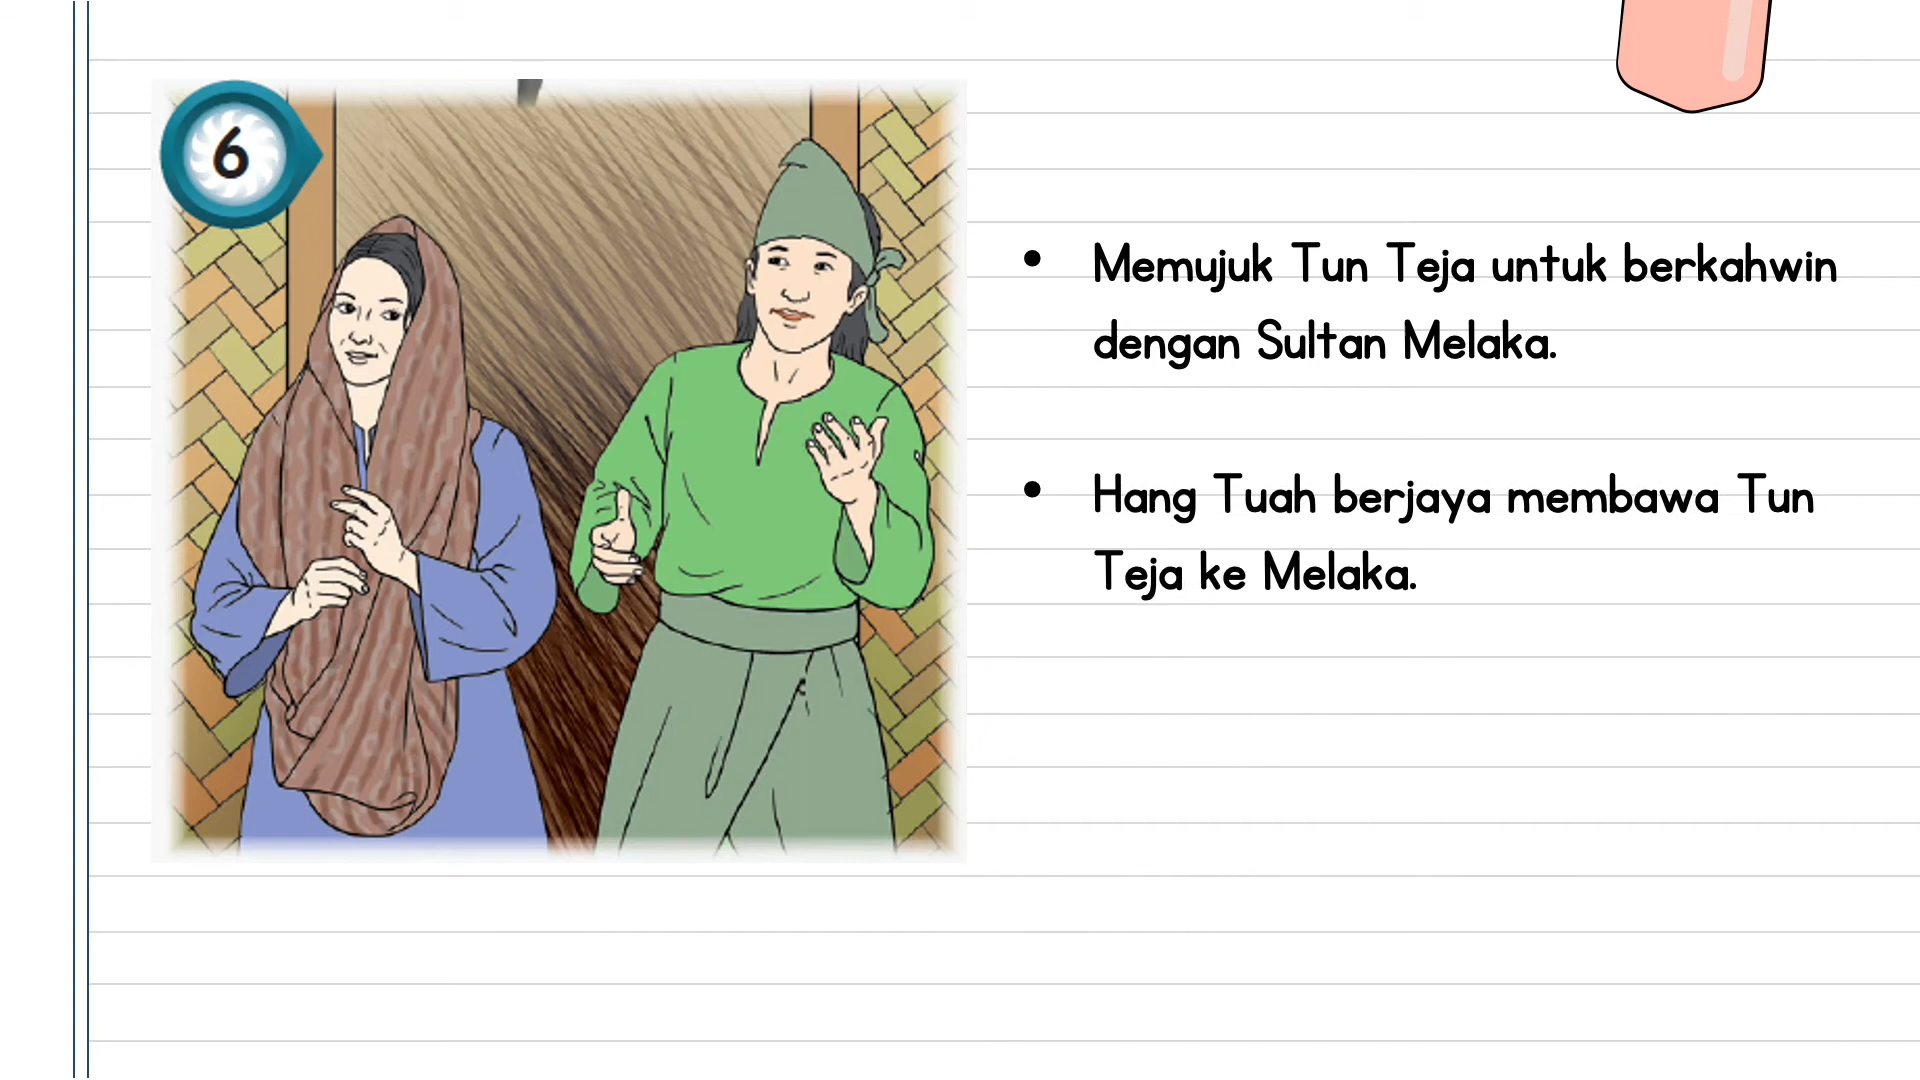 6
• Memujuk Tun Teja untuk berkahwin
dengan Sultan Melaka.
• Hang Tuah berjaya membawa Tun
Teja ke Melaka.